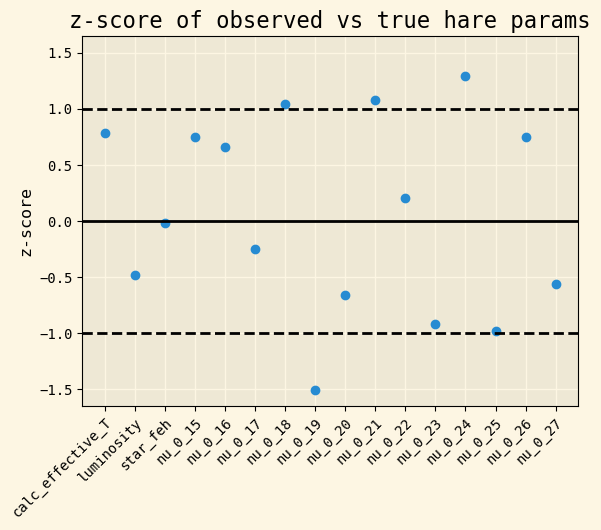 z-score of observed vs true hare params
z-score
1.5
1.0
0.5
0.0
−0.5
−1.0
−1.5
calc_effective_T
luminosity
star_feh
nu_0_15
nu_0_16
nu_0_17
nu_0_18
nu_0_19
nu_0_20
nu_0_21
nu_0_22
nu_0_23
nu_0_24
nu_0_25
nu_0_26
nu_0_27